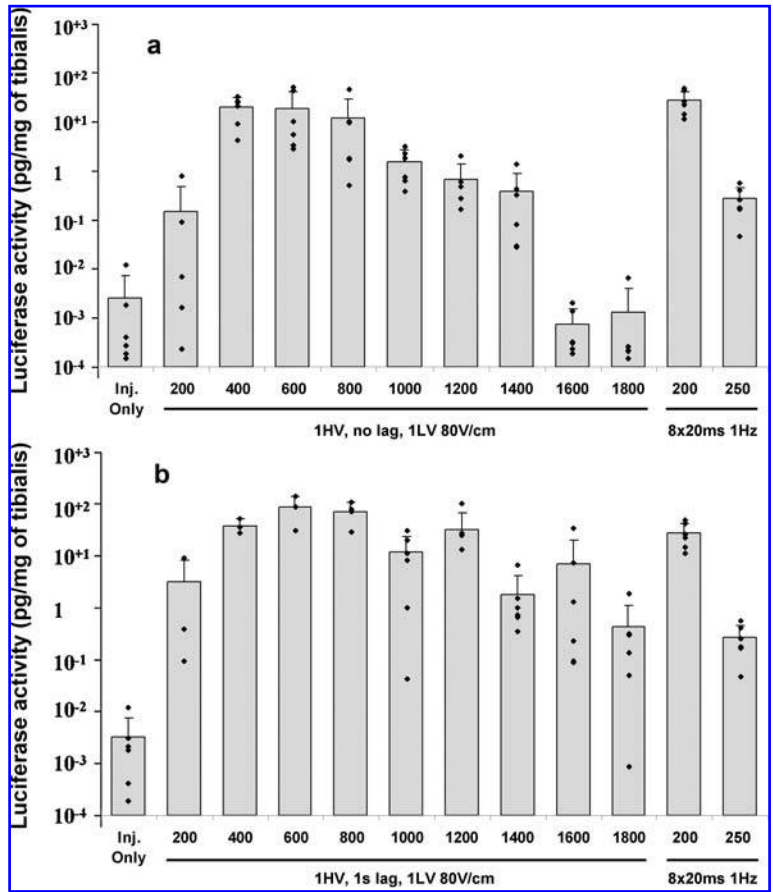 a
Luciferase activity (pg/mg of tibialis)
10+3
10+2
10+1
1
10-1
10-2
10-3
10-4
Inj. Only 200 400 600 800 1000 1200 1400 1600 1800 200 250
1HV, no lag, 1LV 80V/cm 8x20ms 1Hz
b
Luciferase activity (pg/mg of tibialis)
10+3
10+2
10+1
1
10-1
10-2
10-3
10-4
Inj. Only 200 400 600 800 1000 1200 1400 1600 1800 200 250
1HV, 1s lag, 1LV 80V/cm 8x20ms 1Hz